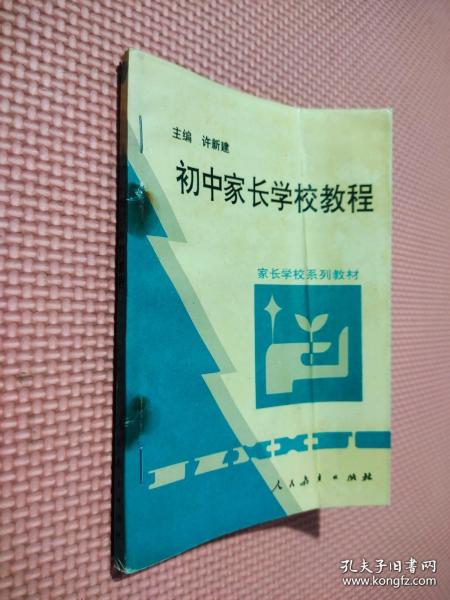 主编 许新建
初中家长学校教程
家长学校系列教材
人民教育出版社
孔夫子旧书网
www.kongfz.com